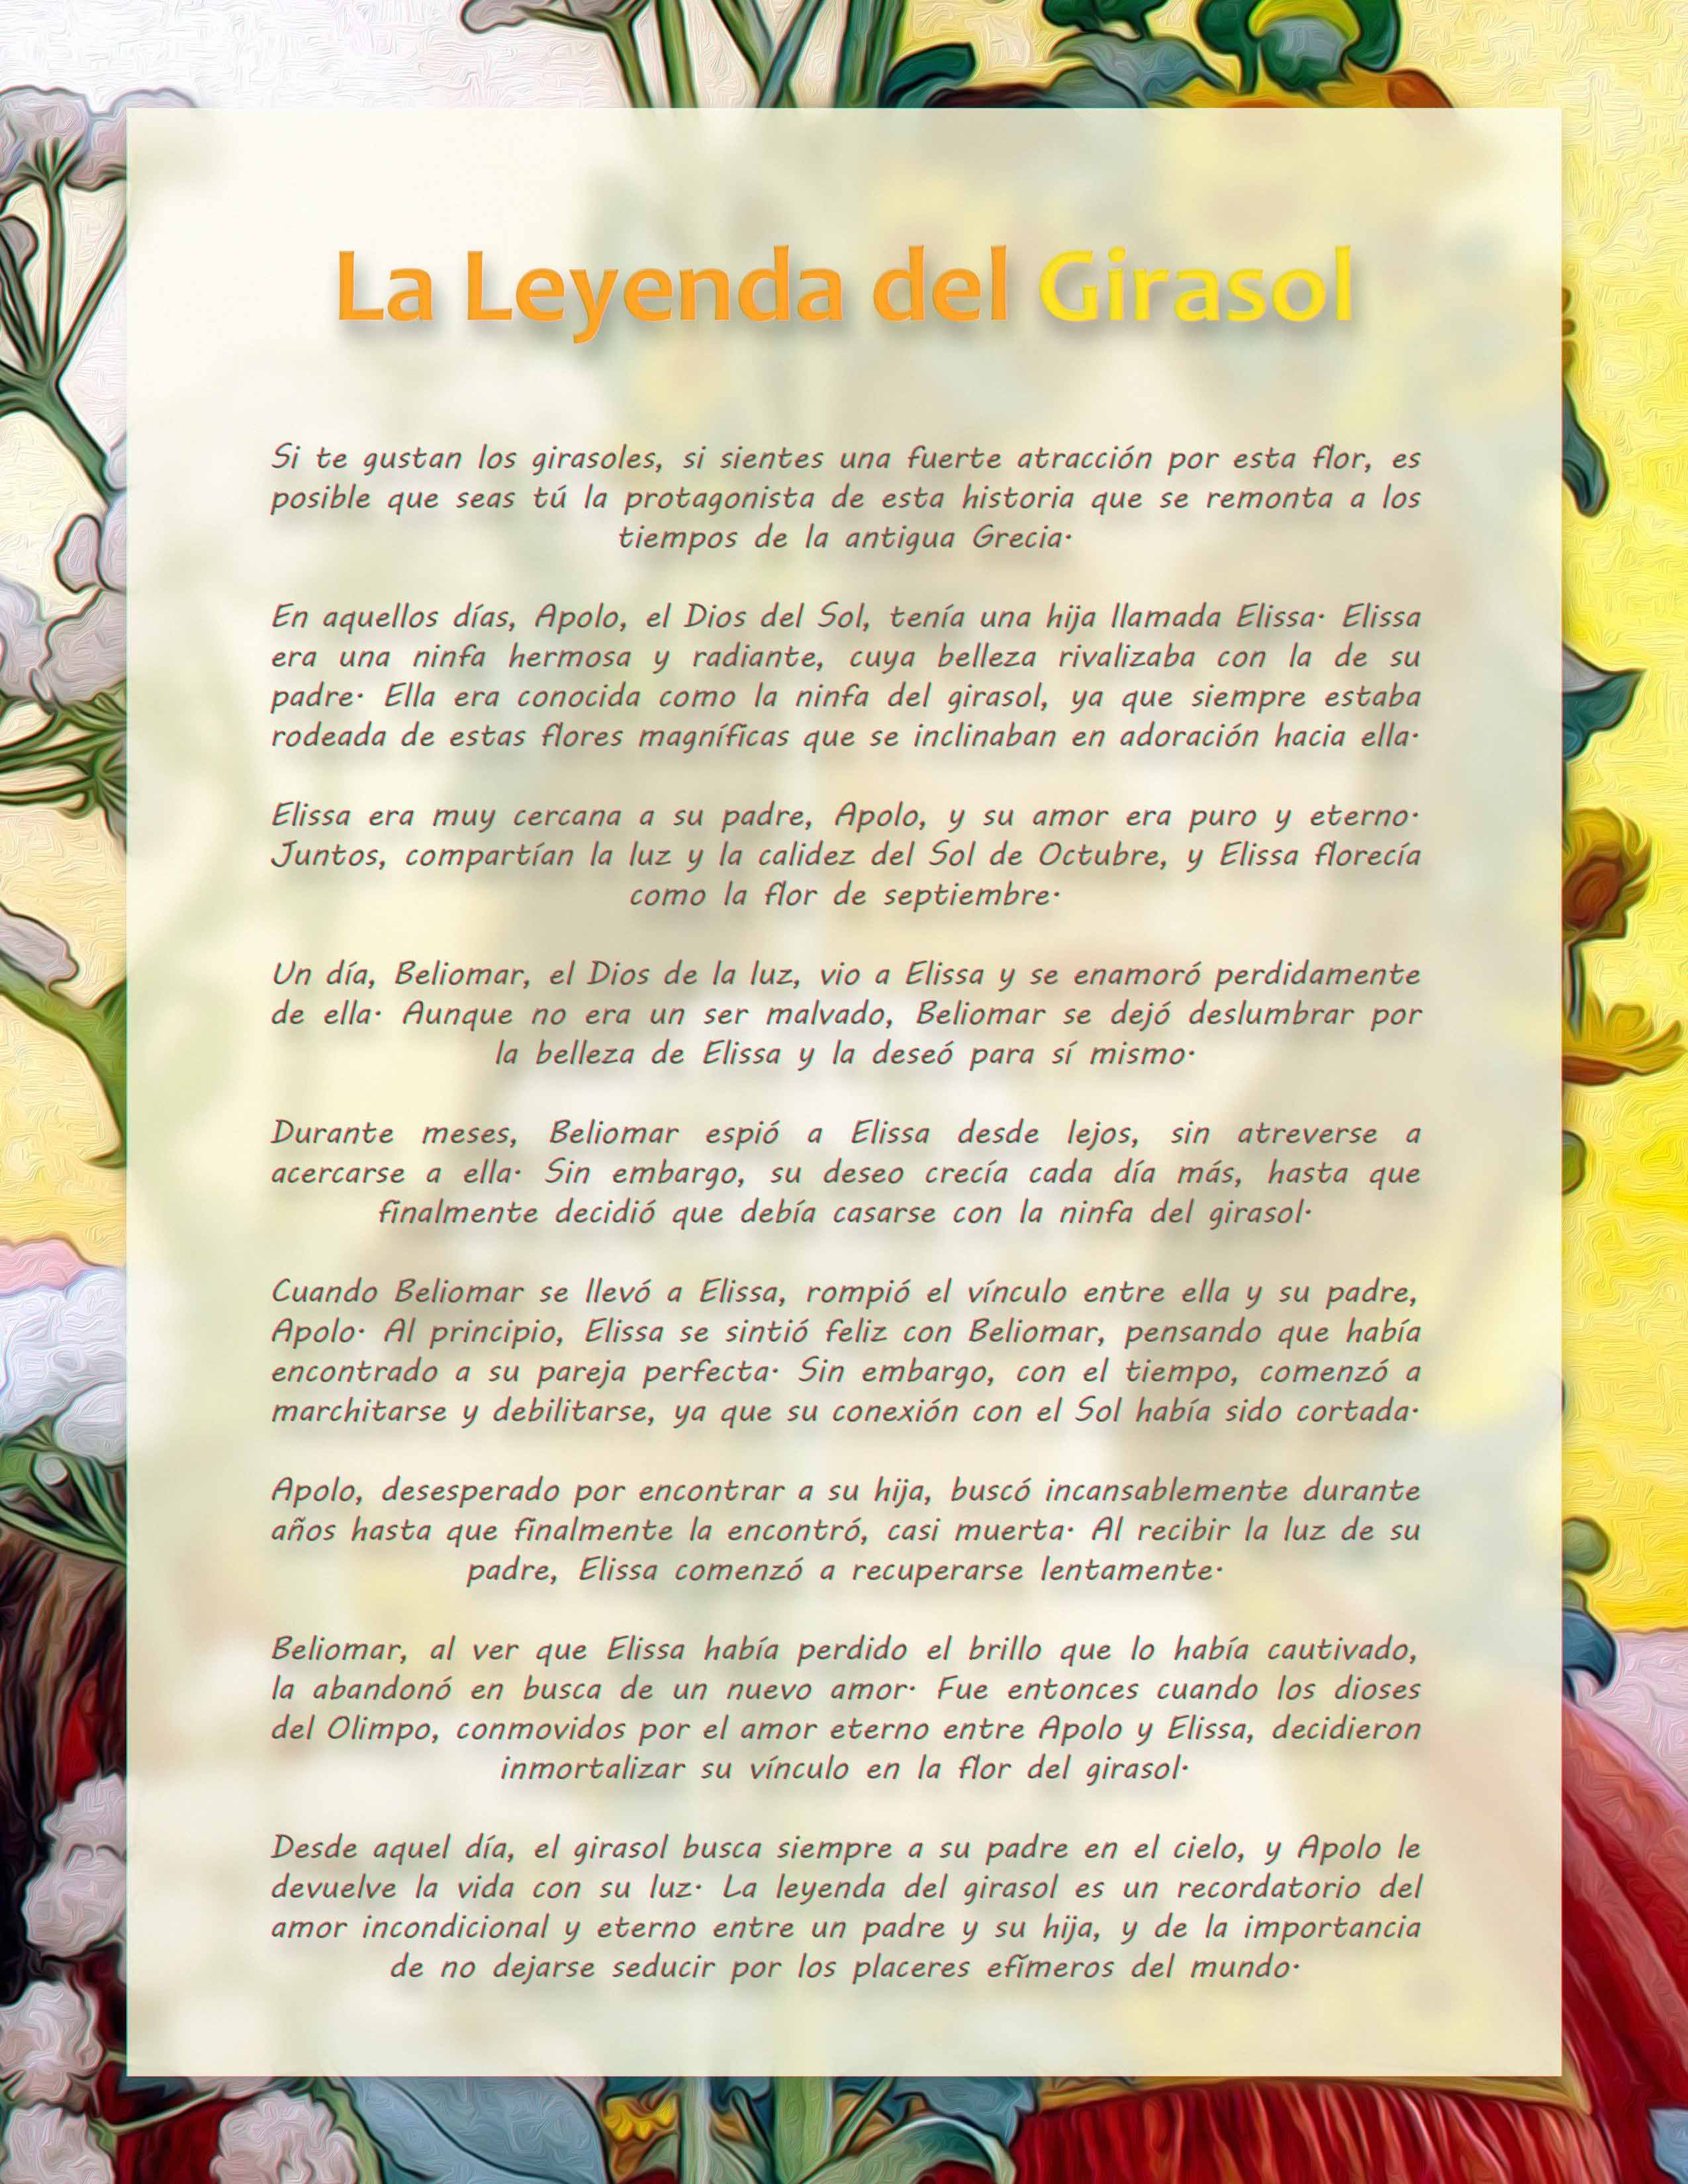 La Leyenda del Girasol
Si te gustan los girasoles, si sientes una fuerte atracción por esta flor, es
posible que seas tú la protagonista de esta historia que se remonta a los
tiempos de la antigua Grecia·
En aquellos días, Apolo, el Dios del Sol, tenía una hija llamada Elissa· Elissa
era una ninfa hermosa y radiante, cuya belleza rivalizaba con la de su
padre· Ella era conocida como la ninfa del girasol, ya que siempre estaba
rodeada de estas flores magníficas que se inclinaban en adoración hacia ella·
Elissa era muy cercana a su padre, Apolo, y su amor era puro y eterno·
Juntos, compartían la luz y la calidez del Sol de Octubre, y Elissa florecía
como la flor de septiembre·
Un día, Beliomar, el Dios de la luz, vio a Elissa y se enamoró perdidamente
de ella· Aunque no era un ser malvado, Beliomar se dejó deslumbrar por
la belleza de Elissa y la deseó para sí mismo·
Durante meses, Beliomar espió a Elissa desde lejos, sin atreverse a
acercarse a ella· Sin embargo, su deseo crecía cada día más, hasta que
finalmente decidió que debía casarse con la ninfa del girasol·
Cuando Beliomar se llevó a Elissa, rompió el vínculo entre ella y su padre,
Apolo· Al principio, Elissa se sintió feliz con Beliomar, pensando que había
encontrado a su pareja perfecta· Sin embargo, con el tiempo, comenzó a
marchitarse y debilitarse, ya que su conexión con el Sol había sido cortada·
Apolo, desesperado por encontrar a su hija, buscó incansablemente durante
años hasta que finalmente la encontró, casi muerta· Al recibir la luz de su
padre, Elissa comenzó a recuperarse lentamente·
Beliomar, al ver que Elissa había perdido el brillo que lo había cautivado,
la abandonó en busca de un nuevo amor· Fue entonces cuando los dioses
del Olimpo, conmovidos por el amor eterno entre Apolo y Elissa, decidieron
inmortalizar su vínculo en la flor del girasol·
Desde aquel día, el girasol busca siempre a su padre en el cielo, y Apolo le
devuelve la vida con su luz· La leyenda del girasol es un recordatorio del
amor incondicional y eterno entre un padre y su hija, y de la importancia
de no dejarse seducir por los placeres efímeros del mundo·